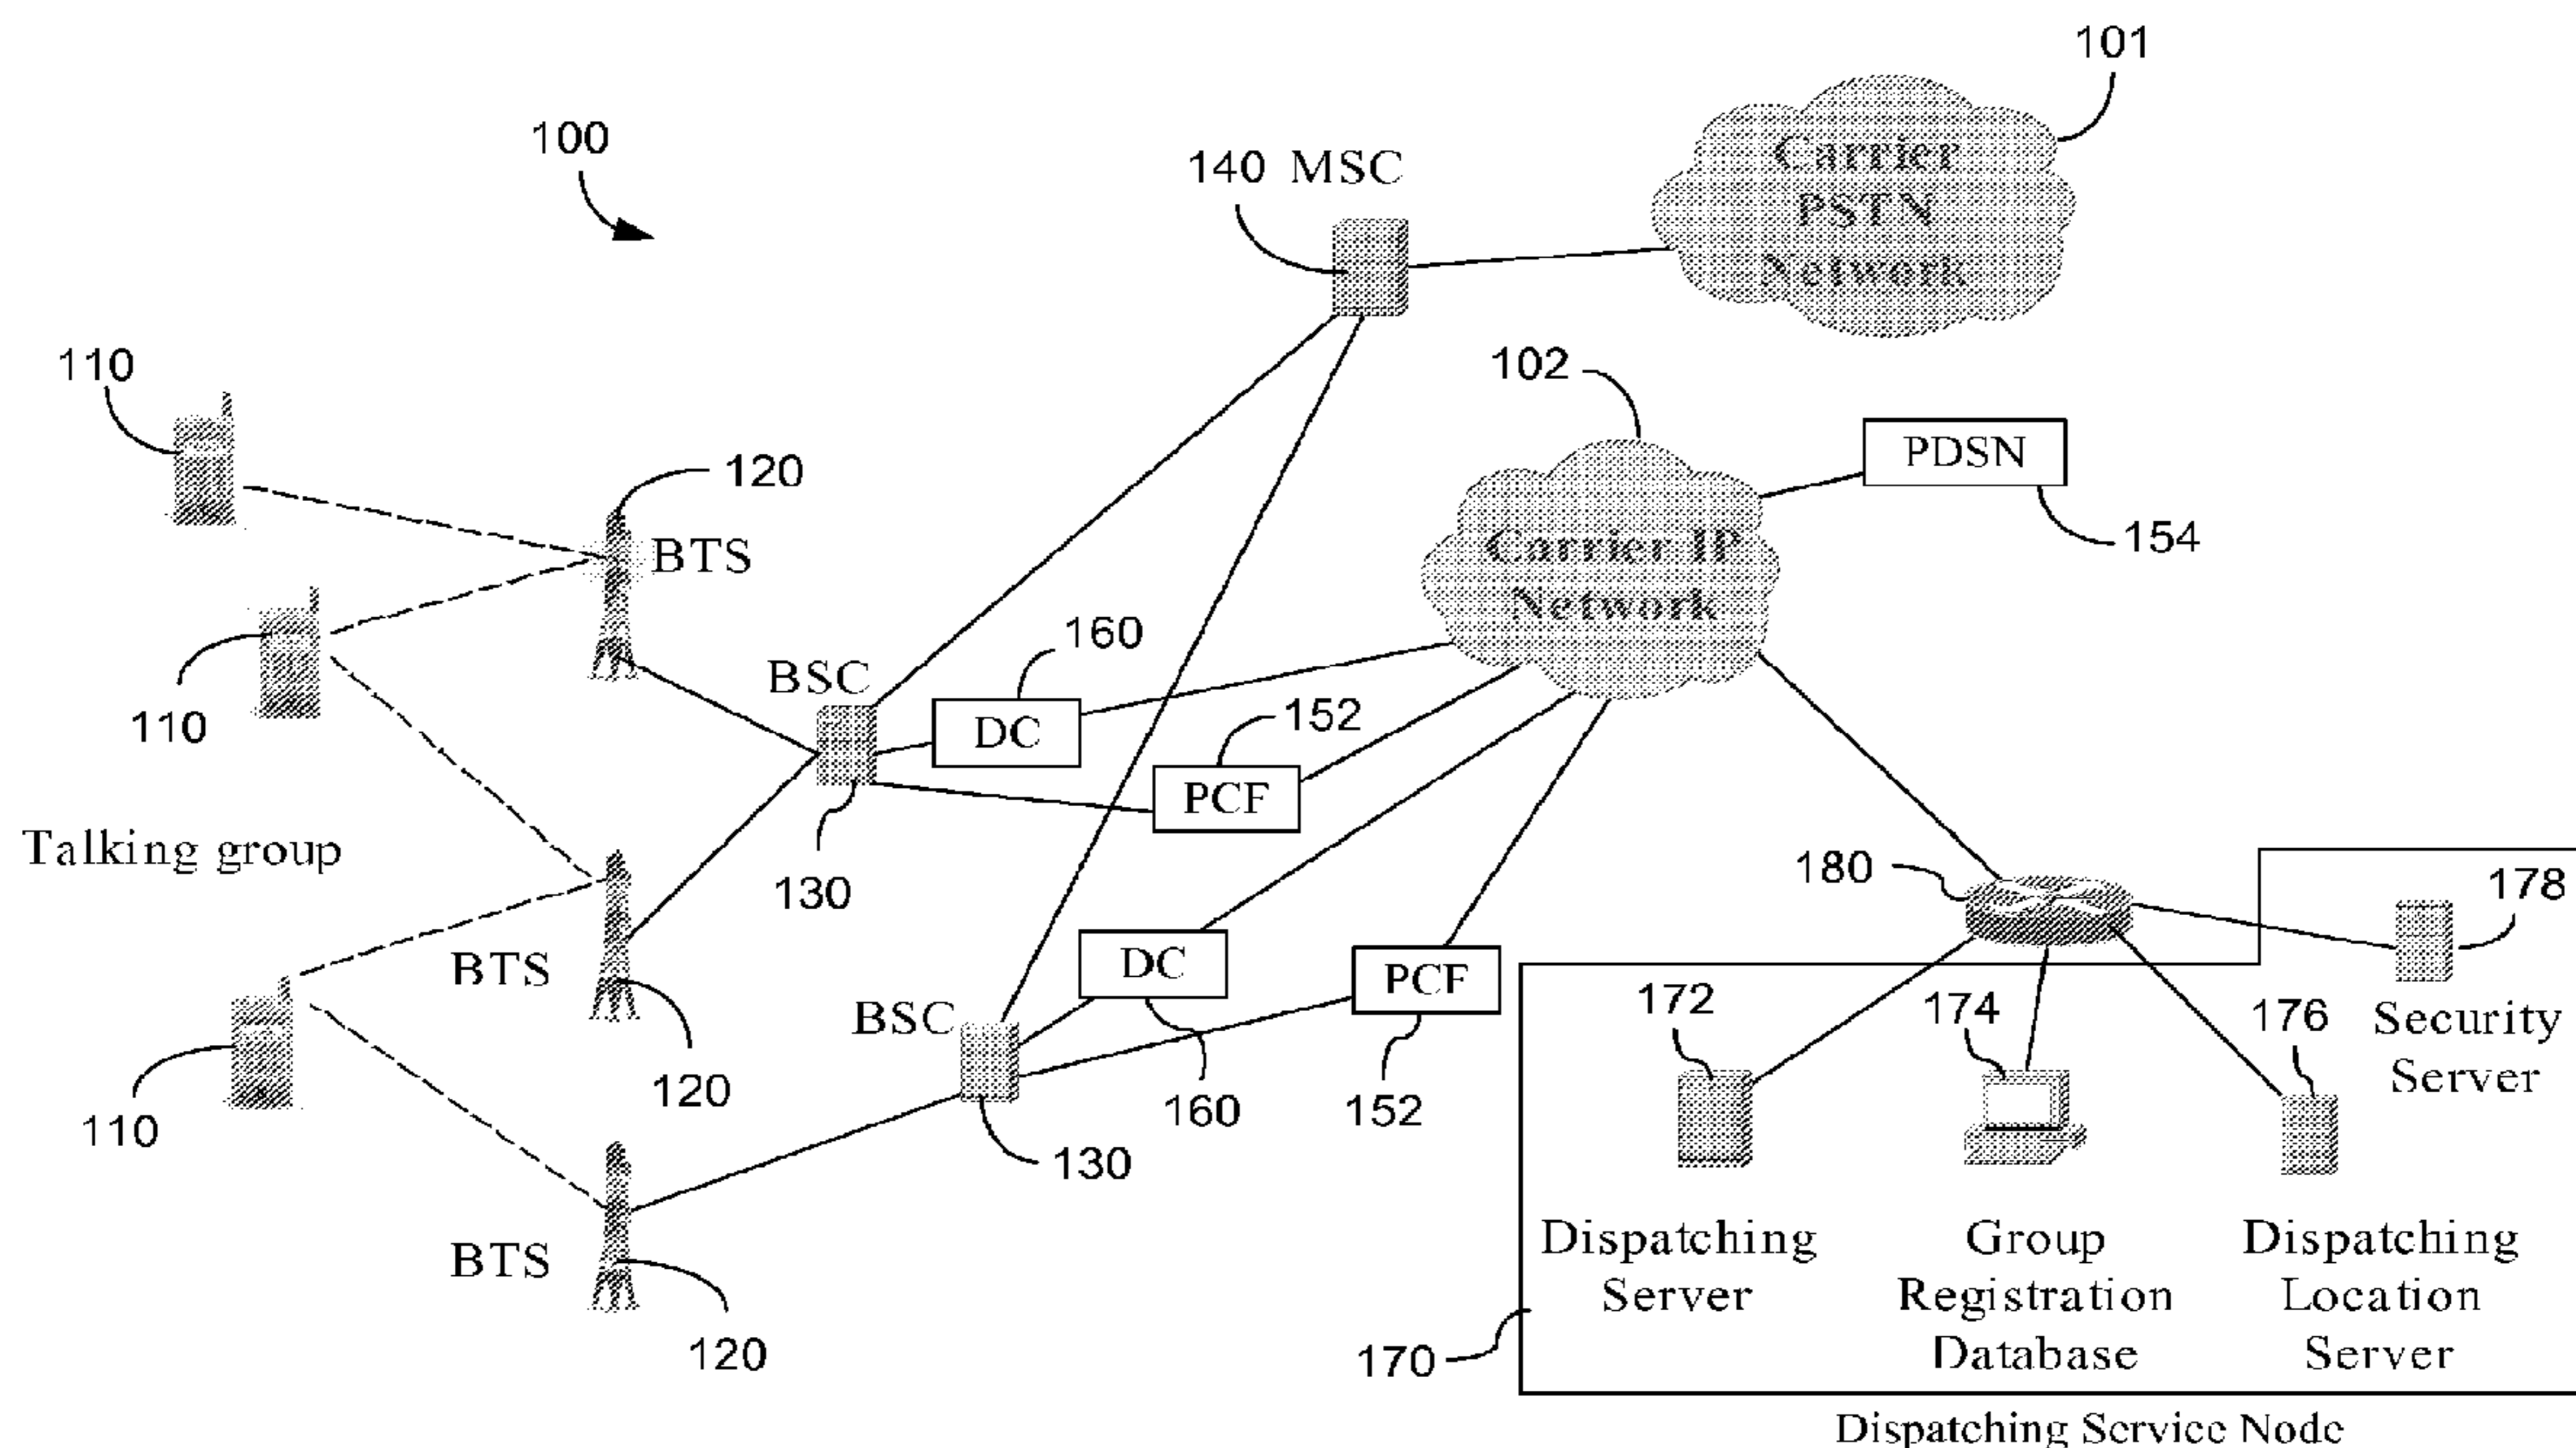 101
100
140 MSC
Carrier
PSTN
Network
110
102
120
PDSN
BTS
154
Carrier IP
Network
160
BSC
110
DC
152
PCF
Talking group
130
180
178
BTS
DC
PCF
BSC
172
174
176
Security
Server
120
110
160
152
130
Dispatching
Server
Group
Registration
Database
Dispatching
Location
Server
BTS
120
170
Dispatching Service Node